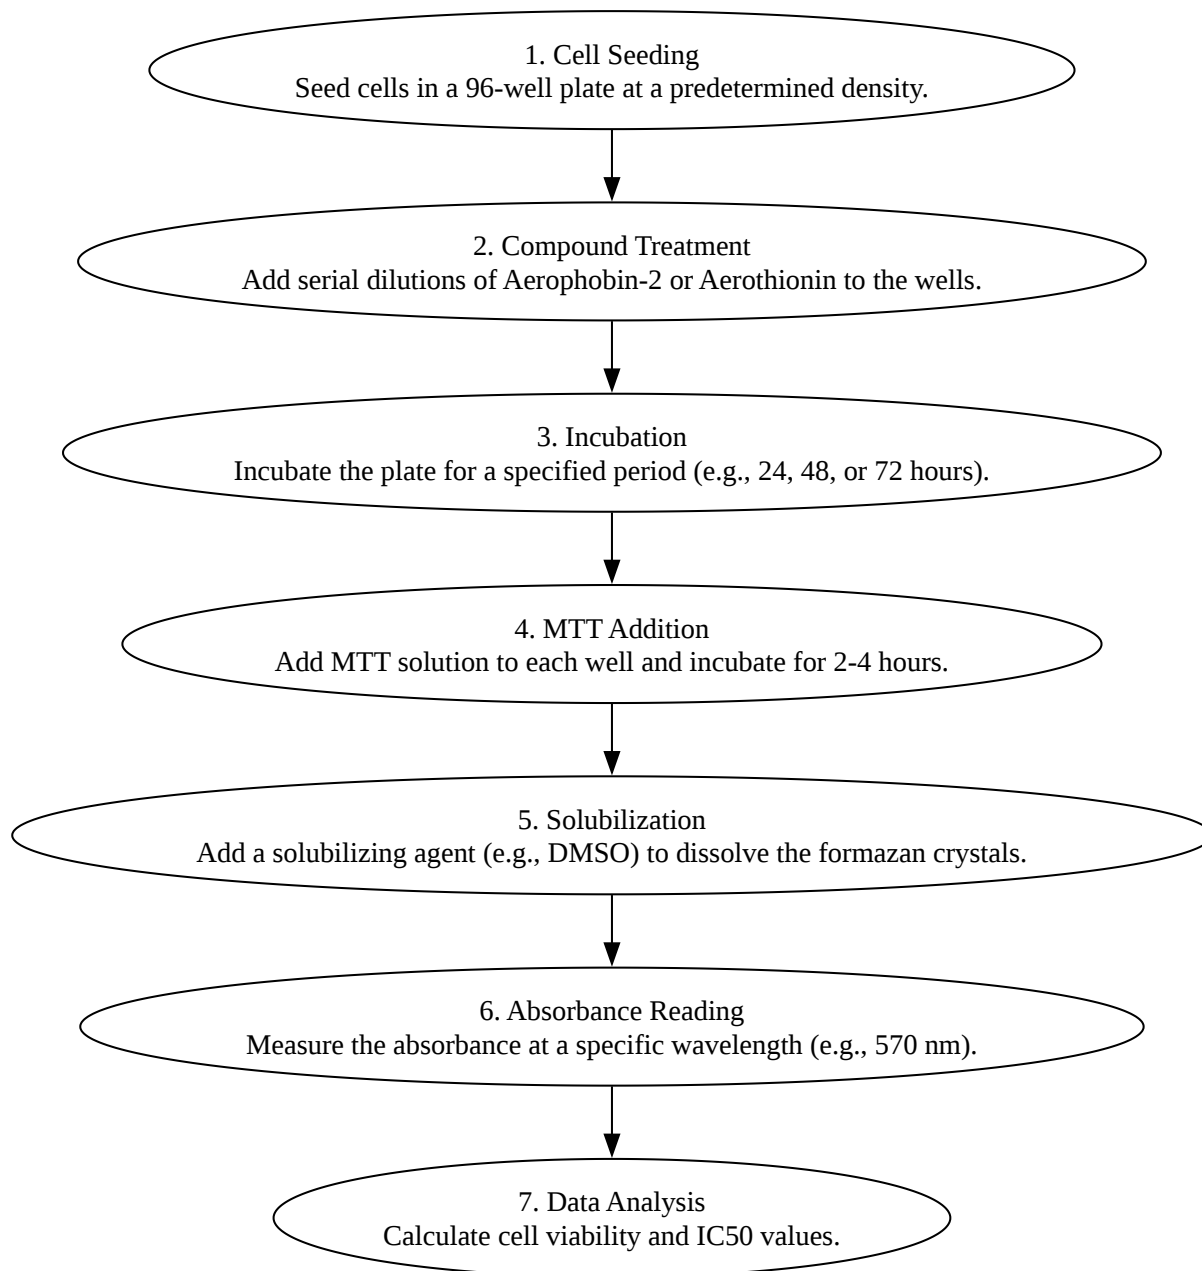 1. Cell Seeding
Seed cells in a 96-well plate at a predetermined density.
2. Compound Treatment
Add serial dilutions of Aerophobin-2 or Aerothionin to the wells.
3. Incubation
Incubate the plate for a specified period (e.g., 24, 48, or 72 hours).
4. MTT Addition
Add MTT solution to each well and incubate for 2-4 hours.
5. Solubilization
Add a solubilizing agent (e.g., DMSO) to dissolve the formazan crystals.
6. Absorbance Reading
Measure the absorbance at a specific wavelength (e.g., 570 nm).
7. Data Analysis
Calculate cell viability and IC50 values.